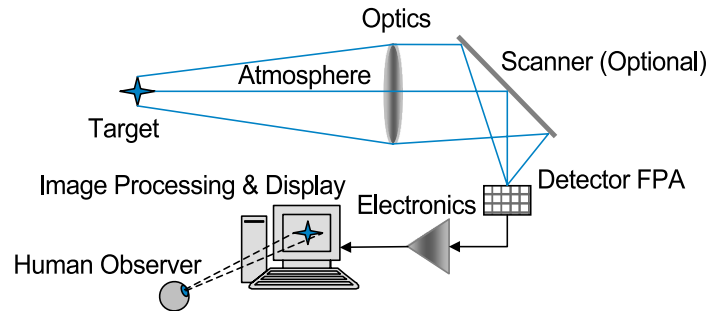 Optics
Scanner (Optional)
Atmosphere
Target
Detector FPA
Image Processing & Display
Electronics
Human Observer